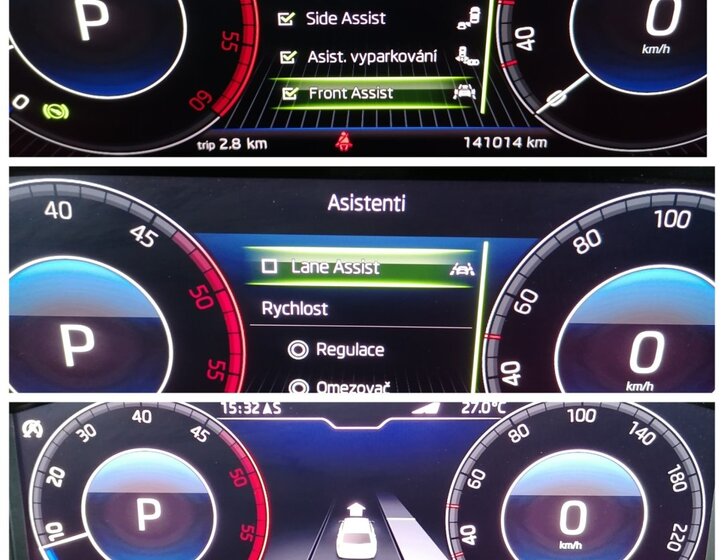 P
Side Assist
Asist. vyparkování
Front Assist
55
60
0
40
0
km/h
0
trip 2.8 km
141014 km
Asistenti
40
45
50
55
P
Lane Assist
Rychlost
Regulace
Omezovač
100
80
60
40
0
km/h
15:32 S
27.0°C
10
20
30
40
45
50
55
P
40
60
80
100
140
180
220
0
km/h